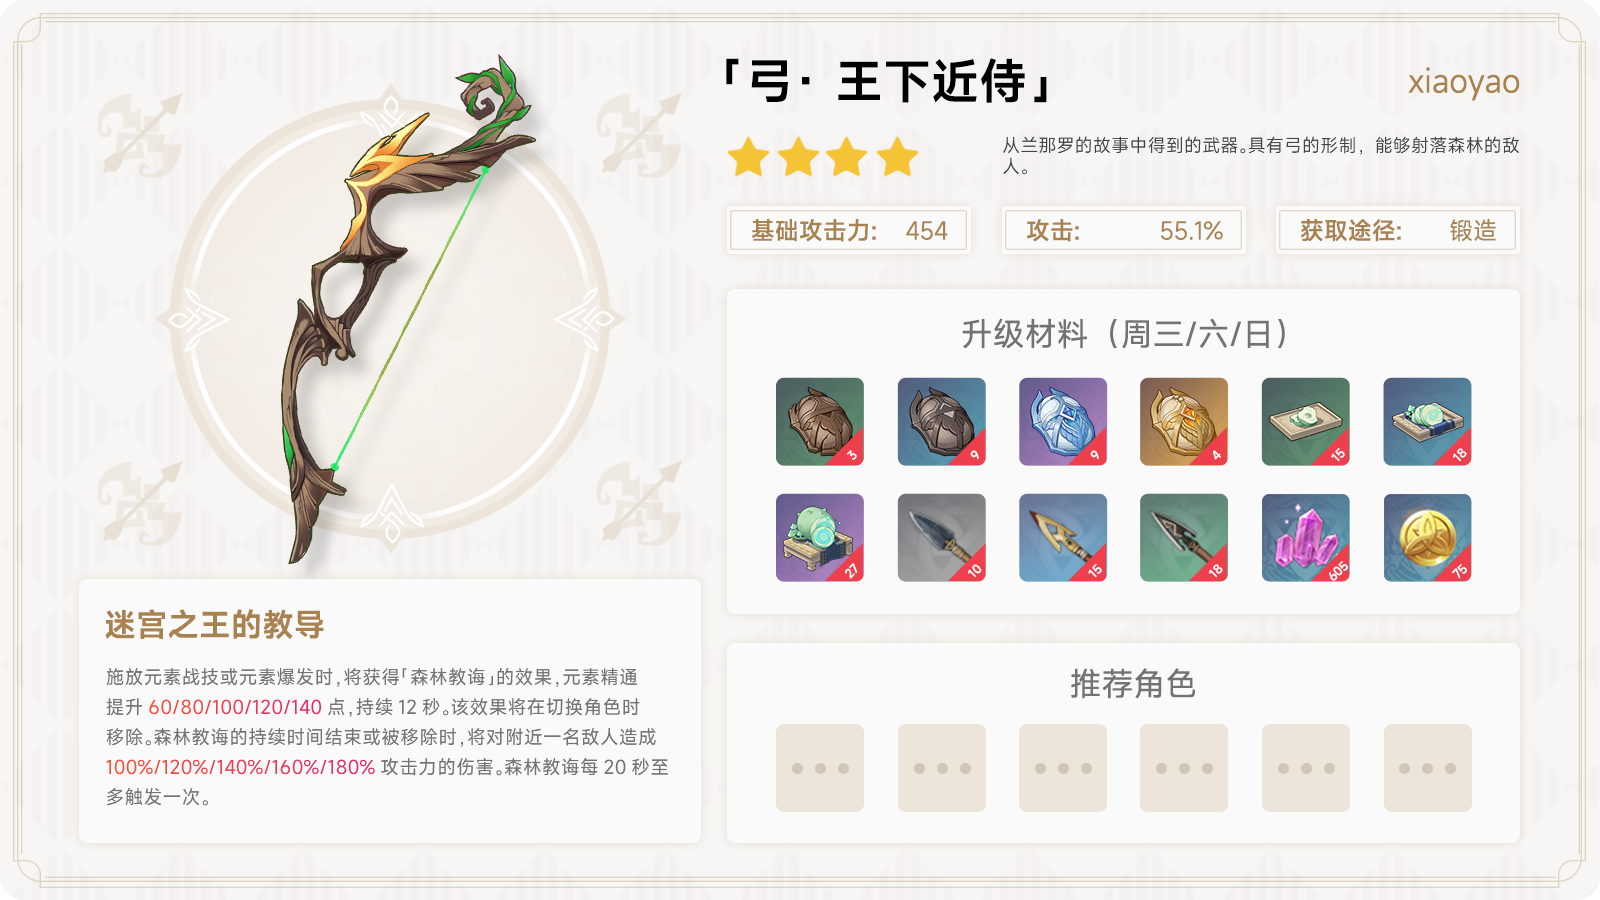 「弓· 王下近侍」
xiaoyao
从兰那罗的故事中得到的武器。具有弓的形制，能够射落森林的敌
人。
基础攻击力: 454
攻击: 55.1%
获取途径: 锻造
升级材料（周三/六/日）
3
9
9
4
15
18
27
10
15
18
605
75
迷宫之王的教导
施放元素战技或元素爆发时,将获得「森林教诲」的效果,元素精通
提升 60/80/100/120/140 点,持续 12 秒。该效果将在切换角色时
移除。森林教诲的持续时间结束或被移除时,将对附近一名敌人造成
100%/120%/140%/160%/180% 攻击力的伤害。森林教诲每 20 秒至
多触发一次。
推荐角色